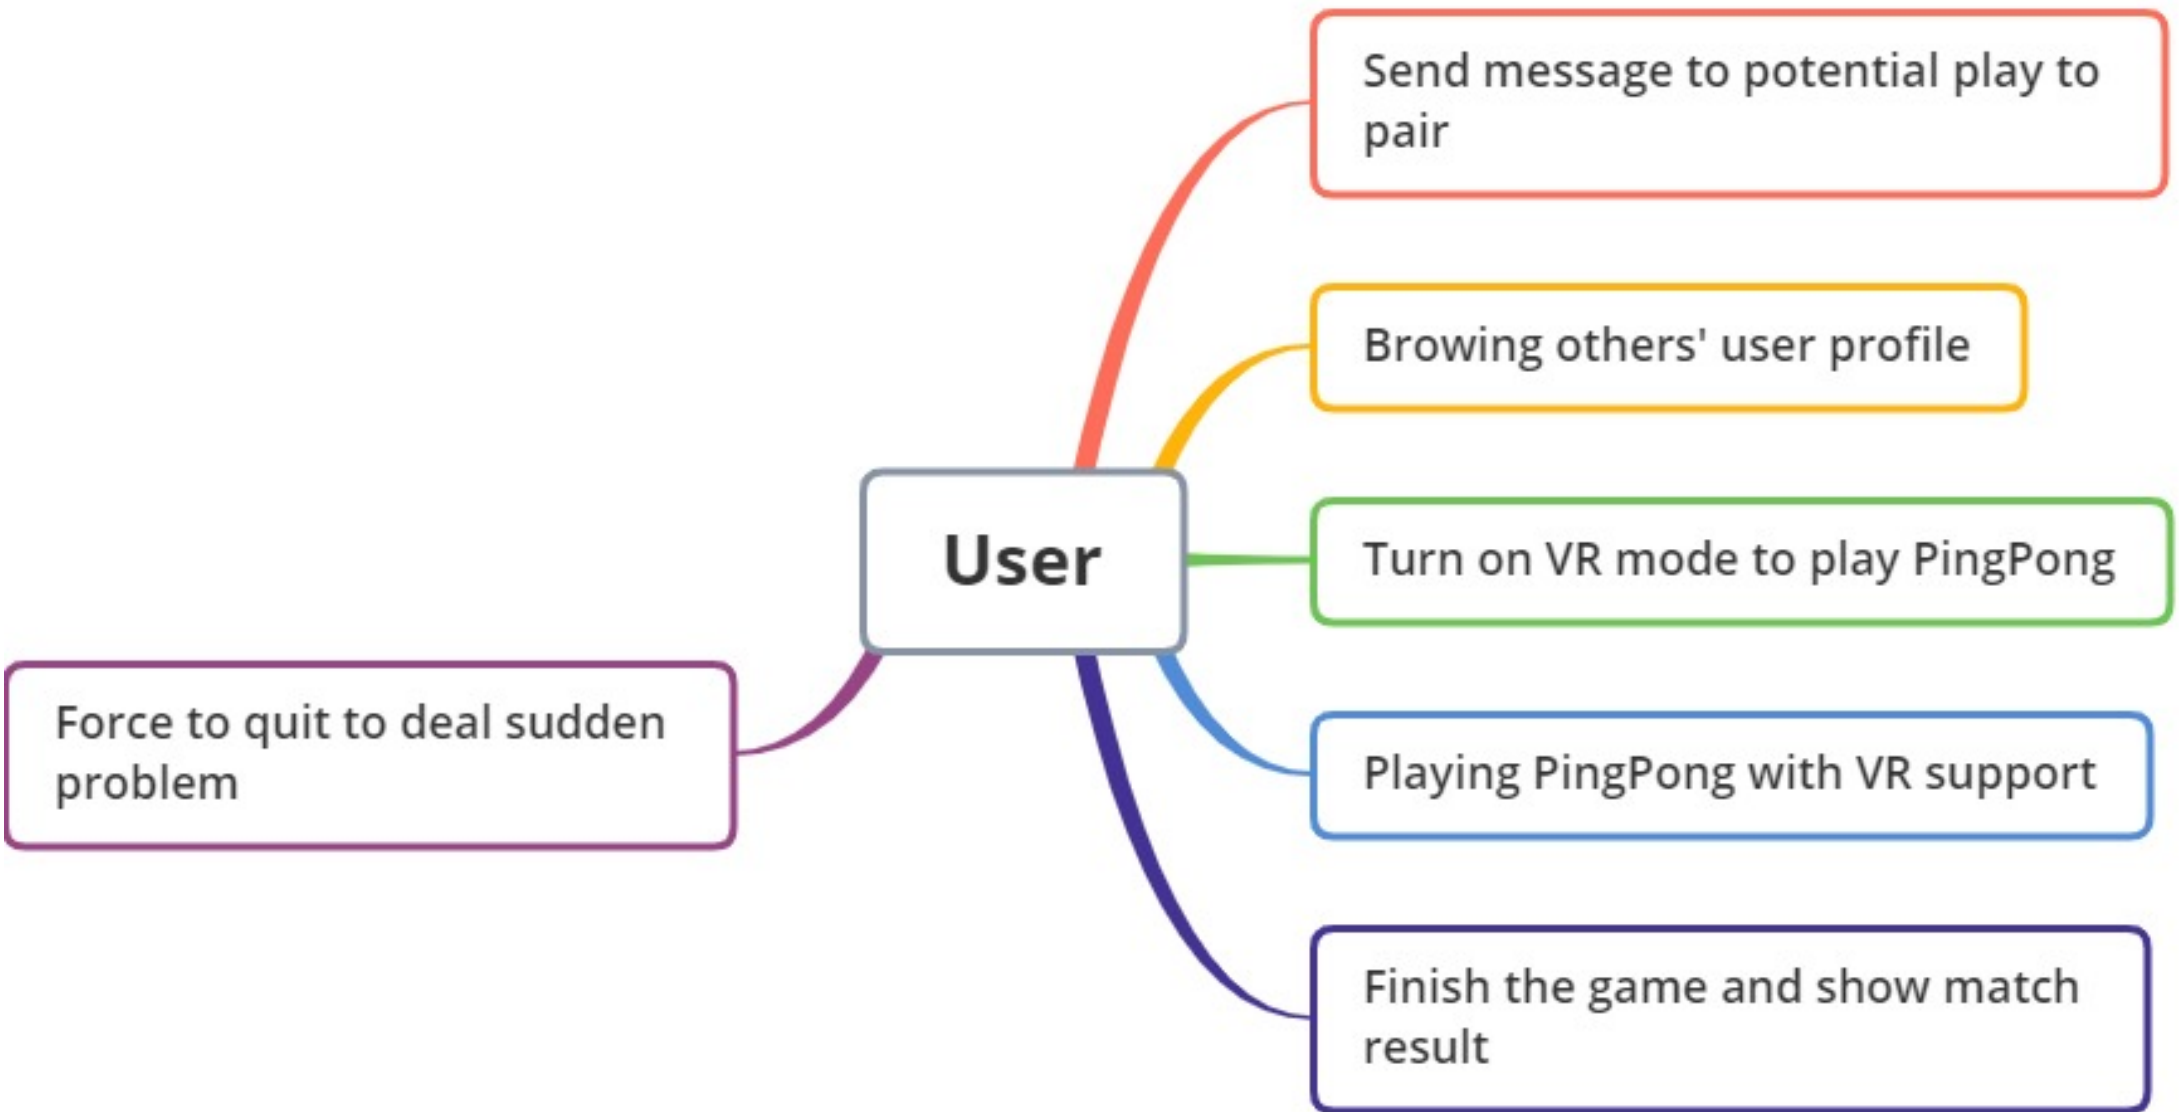 Send message to potential play to
pair
Browing others' user profile
User
Turn on VR mode to play PingPong
Force to quit to deal sudden
problem
Playing PingPong with VR support
Finish the game and show match
result